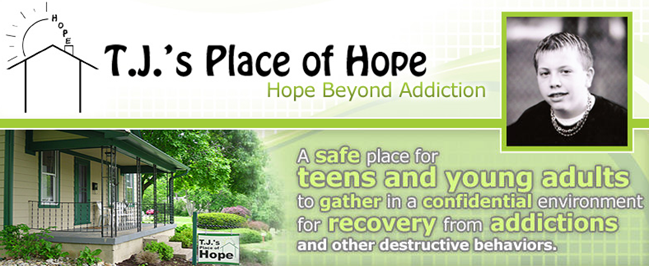 HOPE
T.J.'s Place of Hope
Hope Beyond Addiction
A safe place for
teens and young adults
to gather in a confidential environment
for recovery from addictions
and other destructive behaviors.
T.J.'s
Place of
Hope